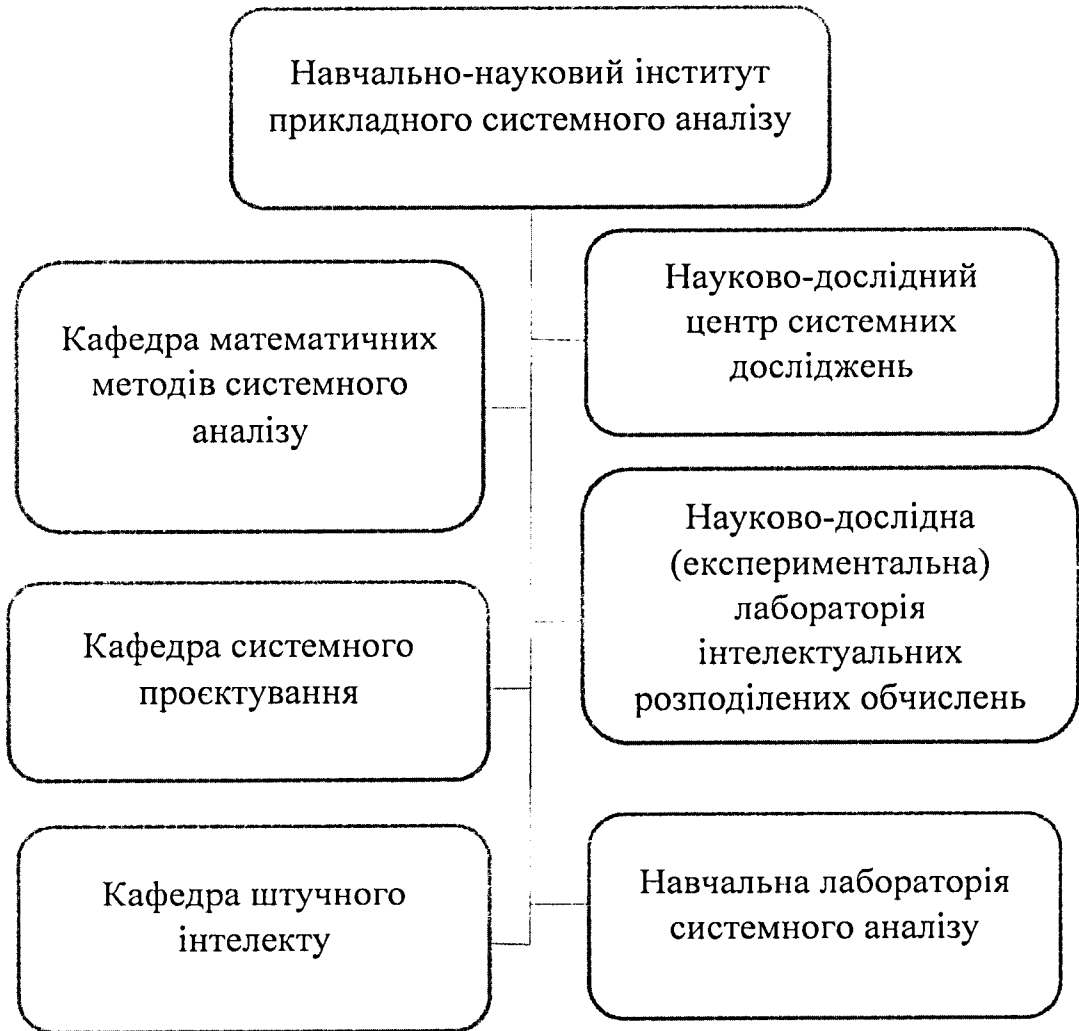 Навчально-науковий інститут
прикладного системного аналізу
Кафедра математичних
методів системного
аналізу
Науково-дослідний
центр системних
досліджень
Кафедра системного
проєктування
Науково-дослідна
(експериментальна)
лабораторія
інтелектуальних
розподілених обчислень
Кафедра штучного
інтелекту
Навчальна лабораторія
системного аналізу